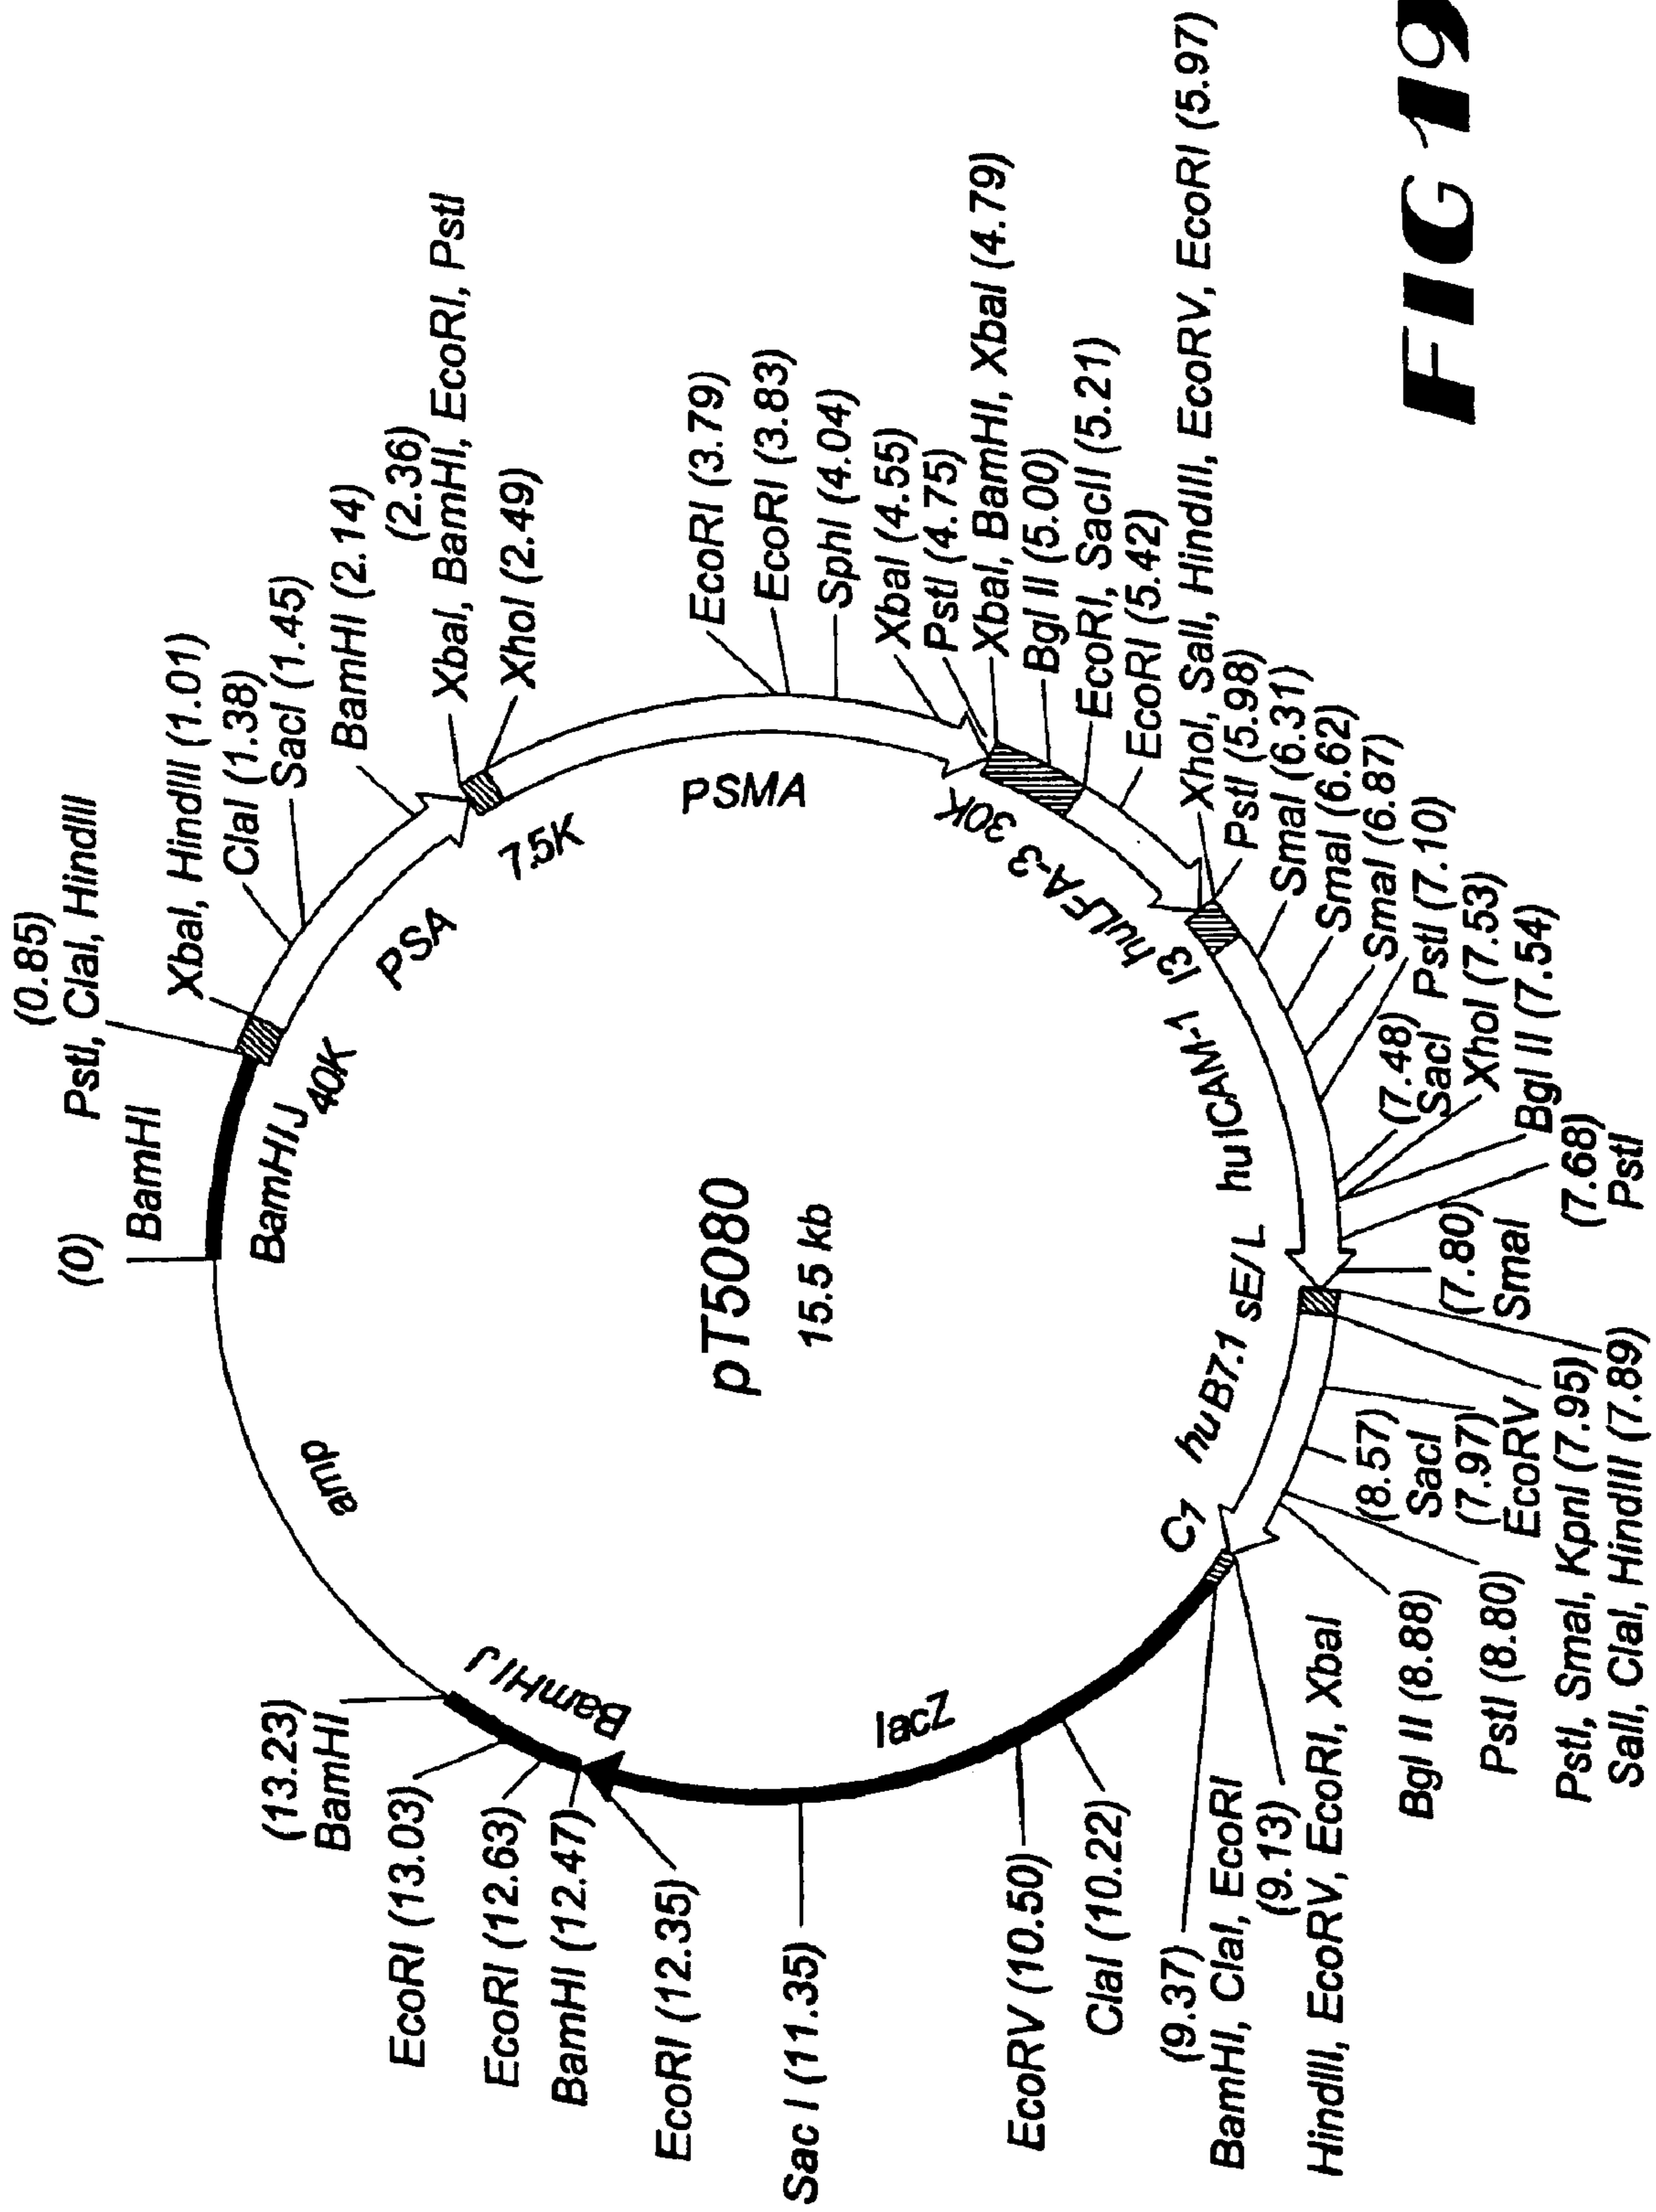 (0)
BamHI
(0.85)
PstI, ClaI, HindIII
XbaI, HindIII (1.01)
ClaI (1.38)
SacI (1.45)
BamHI (2.14)
(2.36)
XbaI, BamHI, EcoRI, PstI
XhoI (2.49)
EcoRI (3.79)
EcoRI (3.83)
SphI (4.04)
XbaI (4.55)
PstI (4.75)
XbaI, BamHI, XbaI (4.79)
Bgl II (5.00)
EcoRI, SacII (5.21)
EcoRI (5.42)
XhoI, SalI, HindIII, EcoRV, EcoRI (5.97)
PstI (5.98)
SmaI (6.31)
SmaI (6.62)
SmaI (6.87)
PstI (7.10)
(7.48)
SacI
XhoI (7.53)
Bgl II (7.54)
(7.68)
PstI
(7.80)
SmaI
SalI, ClaI, HindIII (7.89)
PstI, SmaI, KpnI (7.95)
(7.97)
EcoRV
(8.57)
SacI
PstI (8.80)
Bgl II (8.88)
(9.13)
HindIII, EcoRV, EcoRI, XbaI
(9.37)
BamHI, ClaI, EcoRI
ClaI (10.22)
EcoRV (10.50)
Sac I (11.35)
EcoRI (12.35)
BamHI (12.47)
EcoRI (12.63)
EcoRI (13.03)
(13.23)
BamHI
BamHI J
40K
PSA
7.5K
PSMA
30K
huLFA-3
I3
huICAM-1
sE/L
huB7.1
C7
lacZ
BamHI J
amp
pT5080
15.5 kb
FIG 19